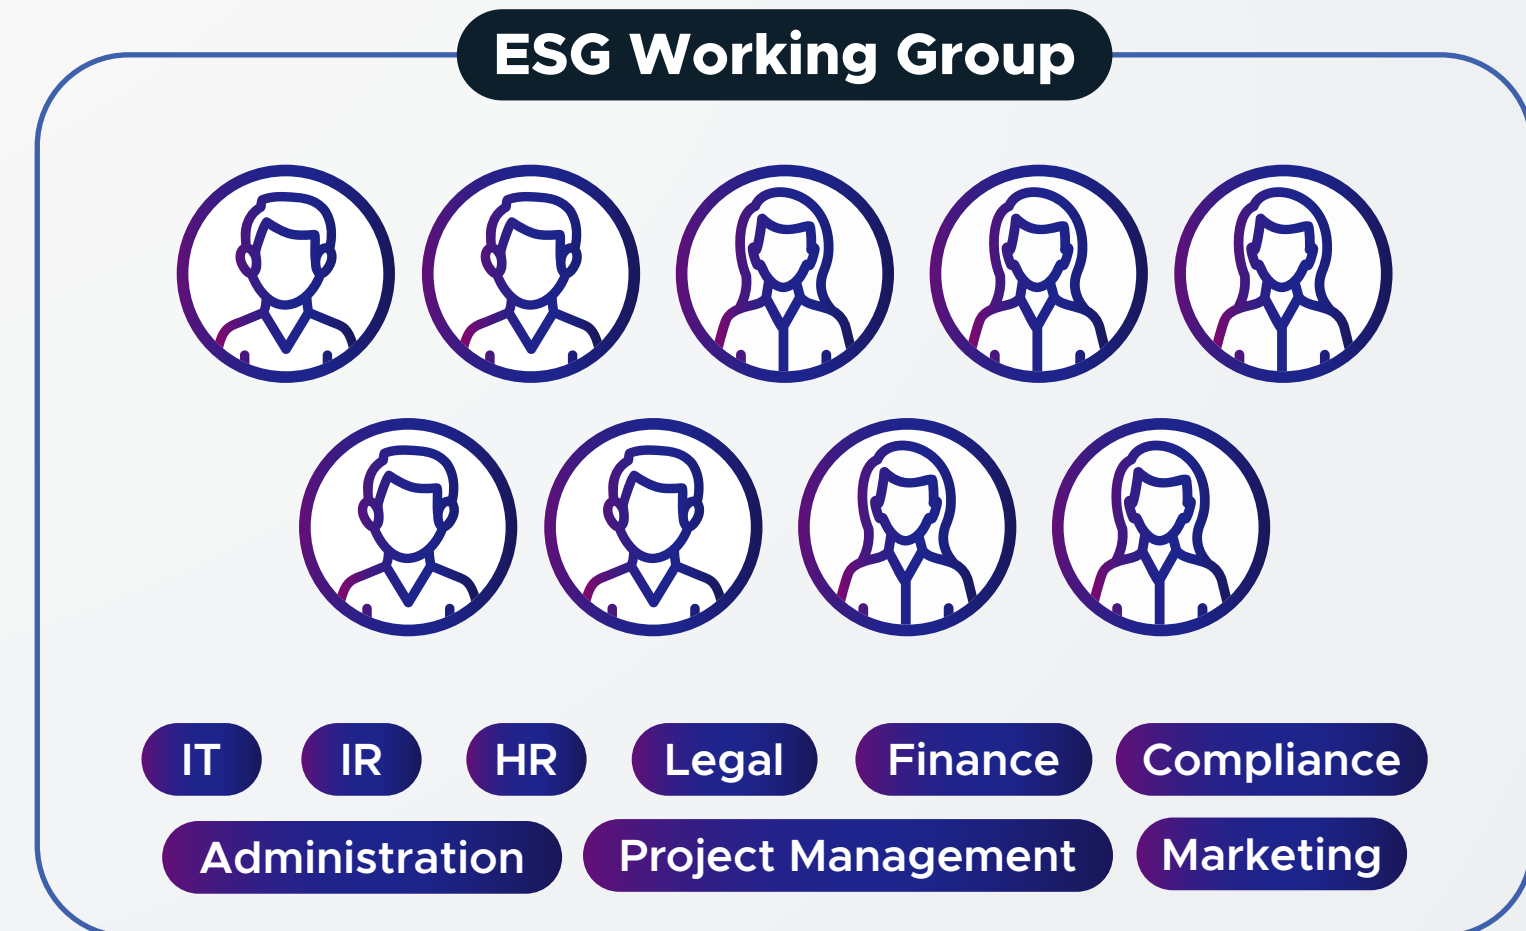 ESG Working Group
IT IR HR Legal Finance Compliance
Administration Project Management Marketing